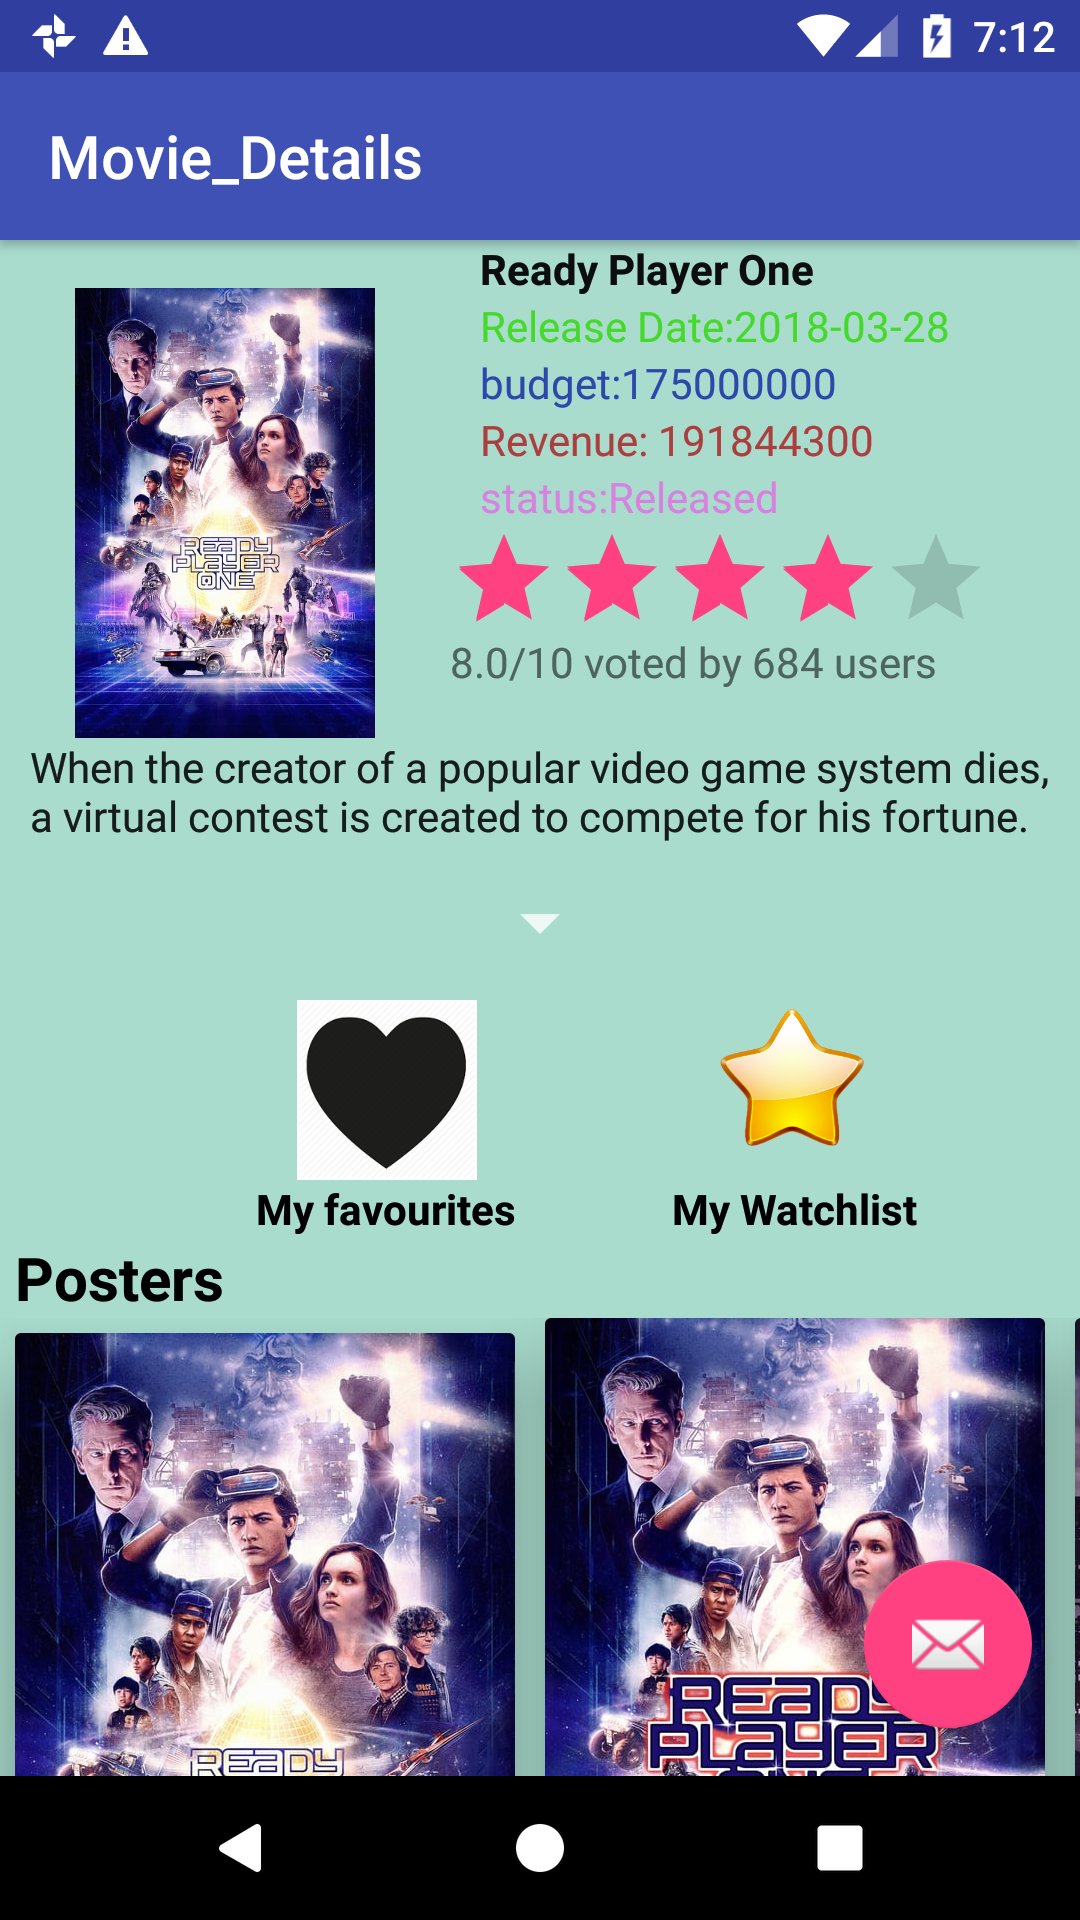 7:12
Movie_Details
Ready Player One
Release Date:2018-03-28
budget:175000000
Revenue: 191844300
status:Released
READY
PLAYER
ONE
8.0/10 voted by 684 users
When the creator of a popular video game system dies,
a virtual contest is created to compete for his fortune.
My favourites
My Watchlist
Posters
READY
READY
PLAYER